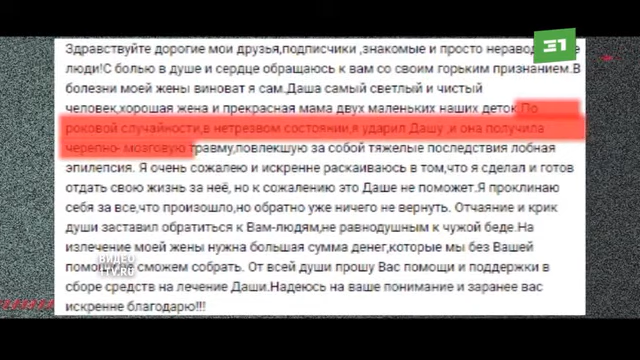 31
Здравствуйте дорогие мои друзья,подписчики ,знакомые и просто
люди!С болью в душе и сердце обращаюсь к вам со своим горьким признанием.В
болезни моей жены виноват я сам.Даша самый светлый и чистый
человек,хорошая жена и прекрасная мама двух маленьких наших деток.По
роковой случайности,в нетрезвом состоянии,я ударил Дашу ,и она получила
черепно- мозговую травму,повлекшую за собой тяжелые последствия лобная
эпилепсия. Я очень сожалею и искренне раскаиваюсь в том,что я сделал и готов
отдать свою жизнь за неё, но к сожалению это Даше не поможет.Я проклинаю
себя за все,что произошло,но обратно уже ничего не вернуть. Отчаяние и крик
души заставил обратиться к Вам-людям,не равнодушным к чужой беде. На
излечение моей жены нужна большая сумма денег,которые мы без Вашей
помощи не сможем собрать. От всей души прошу Вас помощи и поддержки в
сборе средств на лечение Даши.Надеюсь на ваше понимание и заранее вас
искренне благодарю!!!
ВИДЕО
1TV.RU